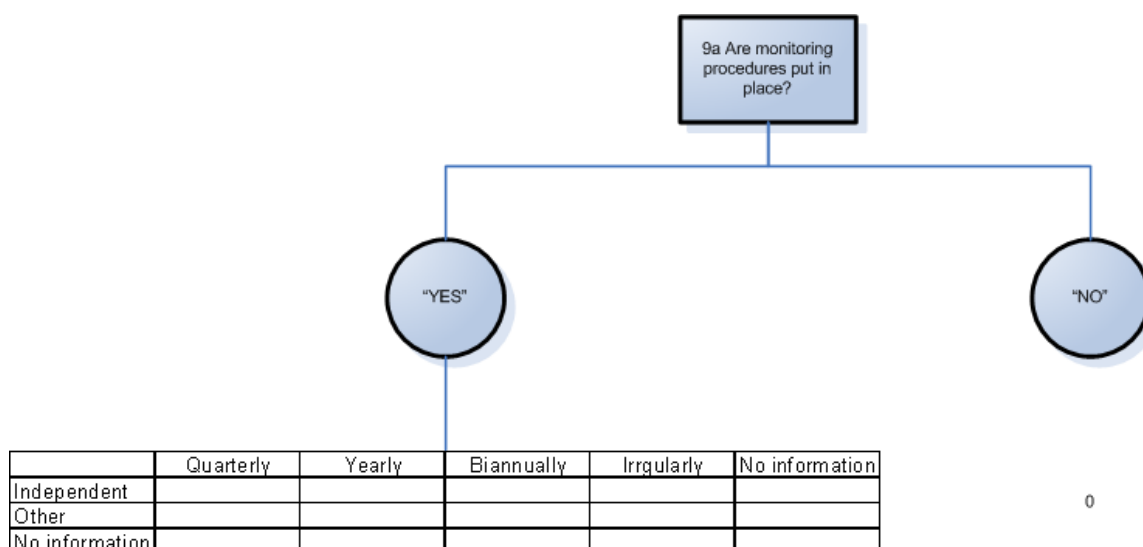 9a Are monitoring
procedures put in
place?
“YES”
“NO”
Quarterly Yearly Biannually Irrgularly No information
Independent
Other
0
No information